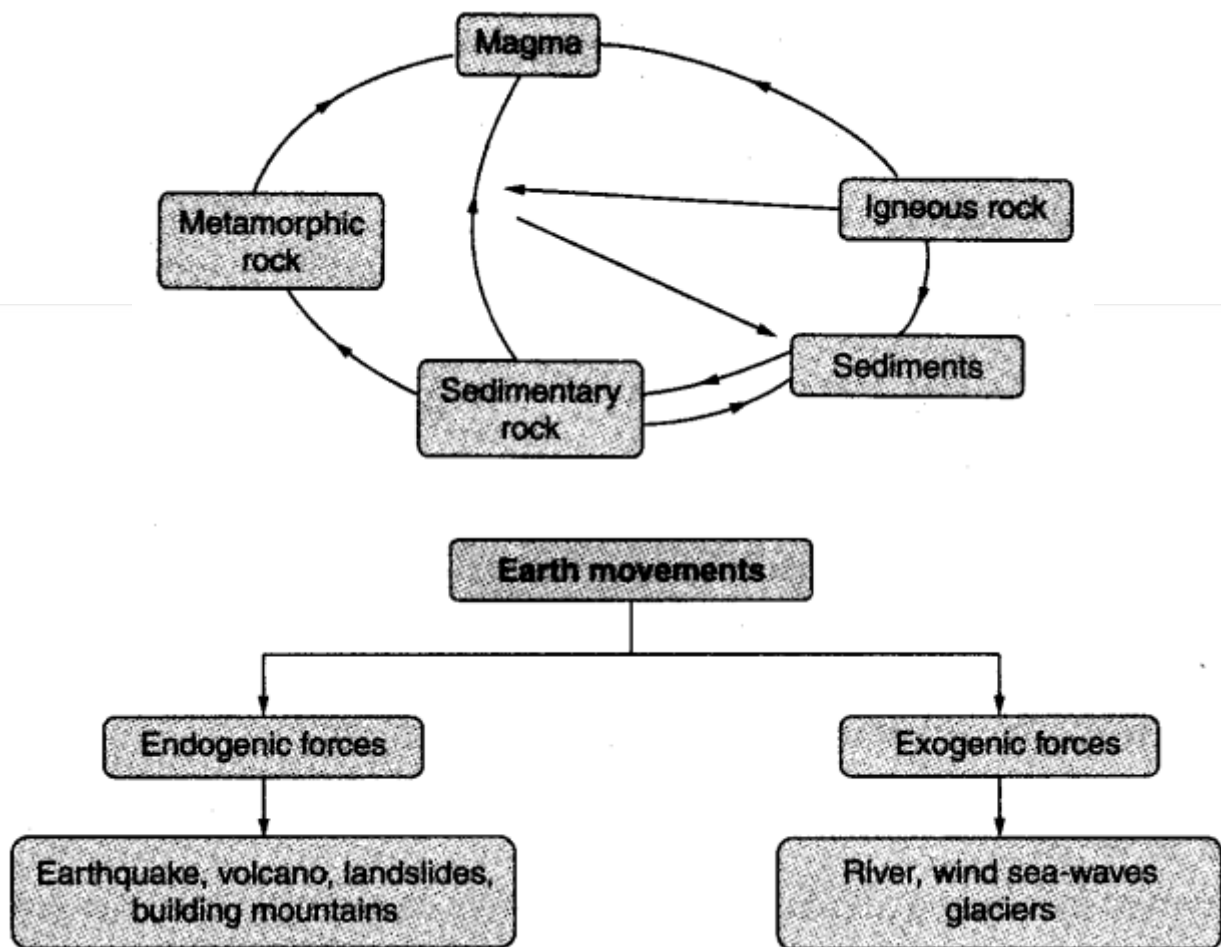 Magma
Igneous rock
Metamorphic
rock
Sediments
Sedimentary
rock
Earth movements
Endogenic forces
Exogenic forces
Earthquake, volcano, landslides,
building mountains
River, wind sea-waves
glaciers